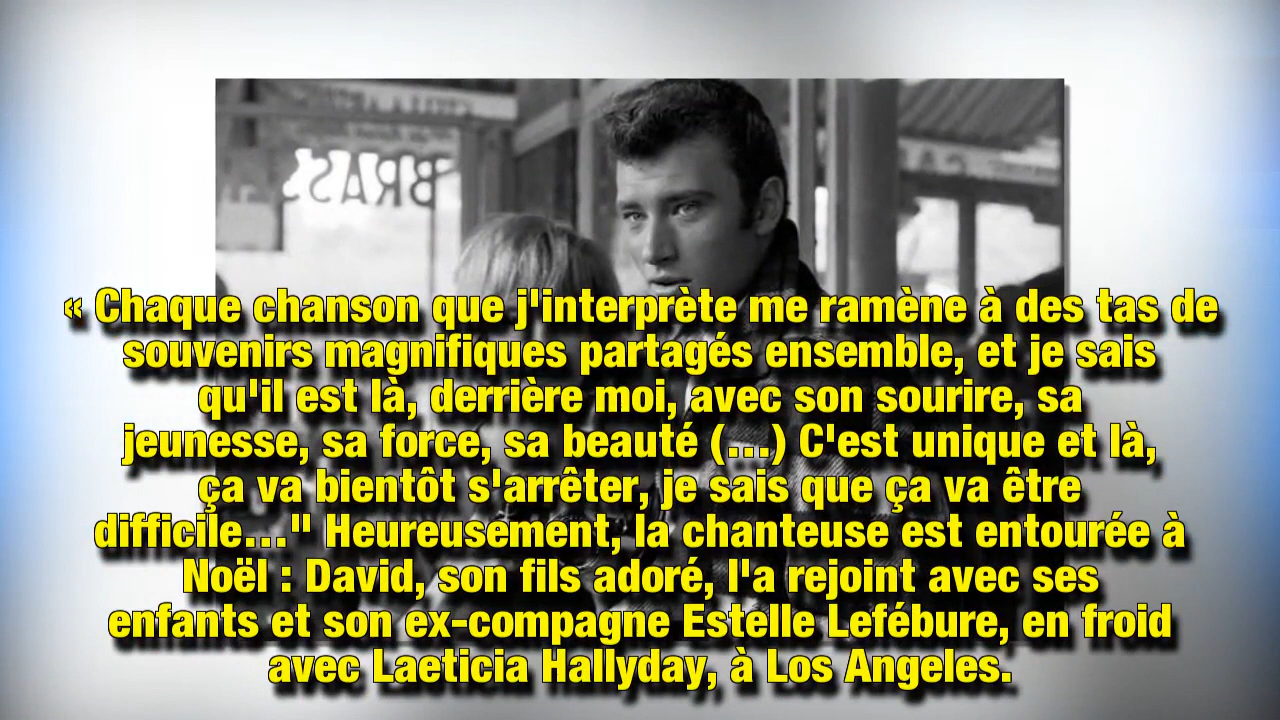 BRASS
« Chaque chanson que j'interprète me ramène à des tas de
souvenirs magnifiques partagés ensemble, et je sais
qu'il est là, derrière moi, avec son sourire, sa
jeunesse, sa force, sa beauté (...) C'est unique et là,
ça va bientôt s'arrêter, je sais que ça va être
difficile..." Heureusement, la chanteuse est entourée à
Noël : David, son fils adoré, l'a rejoint avec ses
enfants et son ex-compagne Estelle Lefébure, en froid
avec Laeticia Hallyday, à Los Angeles.